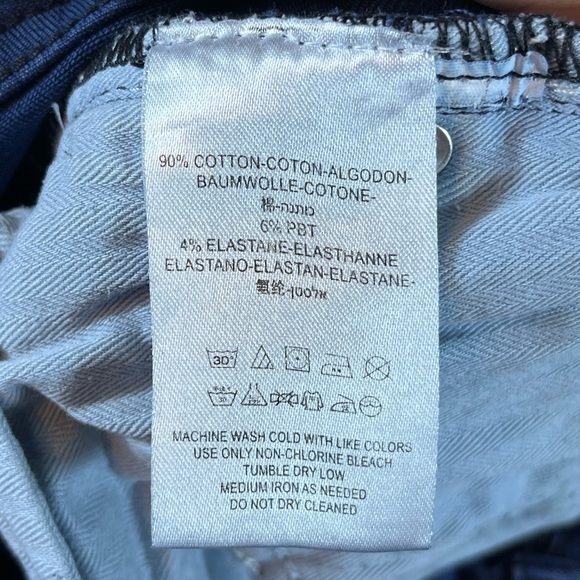 90% COTTON-COTON-ALGODON-
BAUMWOLLE-COTONE-
棉-כותנה
6% PBT
4% ELASTANE-ELASTHANNE
ELASTANO-ELASTAN-ELASTANE-
氨纶-אלסטן
30°
MACHINE WASH COLD WITH LIKE COLORS
USE ONLY NON-CHLORINE BLEACH
TUMBLE DRY LOW
MEDIUM IRON AS NEEDED
DO NOT DRY CLEANED